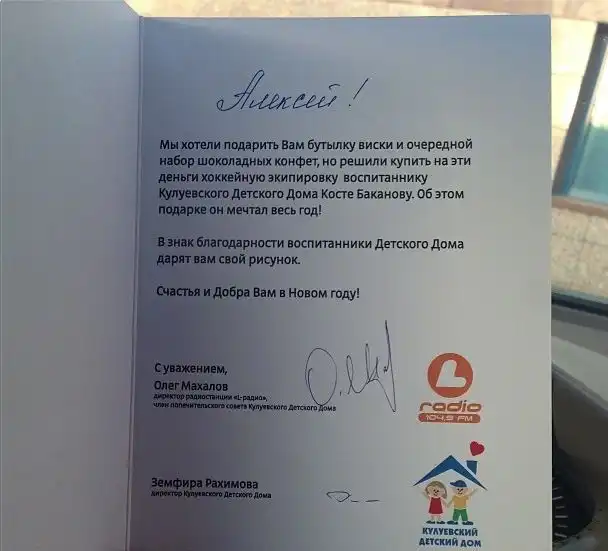 Алексей!
Мы хотели подарить Вам бутылку виски и очередной
набор шоколадных конфет, но решили купить на эти
деньги хоккейную экипировку воспитаннику
Кулуевского Детского Дома Косте Баканову. Об этом
подарке он мечтал весь год!
В знак благодарности воспитанники Детского Дома
дарят вам свой рисунок.
Счастья и Добра Вам в Новом году!
С уважением,
Олег Махалов
директор радиостанции «L-радио»,
член попечительского совета Кулуевского Детского Дома
L
radio
104.9 FM
Земфира Рахимова
директор Кулуевского Детского Дома
КУЛУЕВСКИЙ
ДЕТСКИЙ ДОМ